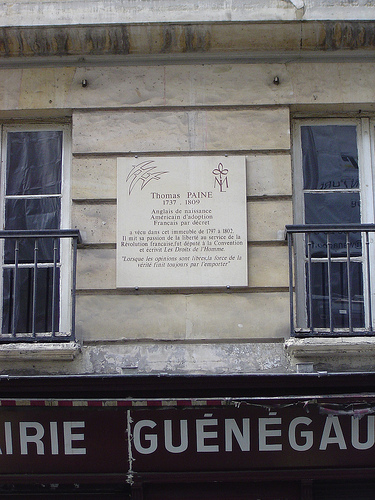 Thomas PAINE
1737 . 1809
Anglais de naissance
Américain d'adoption
Français par décret
a vécu dans cet immeuble de 1797 à 1802.
Il mit sa passion de la liberté au service de la
Révolution française, fut député à la Convention
et écrivit Les Droits de l'Homme.
"Lorsque les opinions sont libres, la force de la
vérité finit toujours par l'emporter"
IRIE GUÉNÉGAU